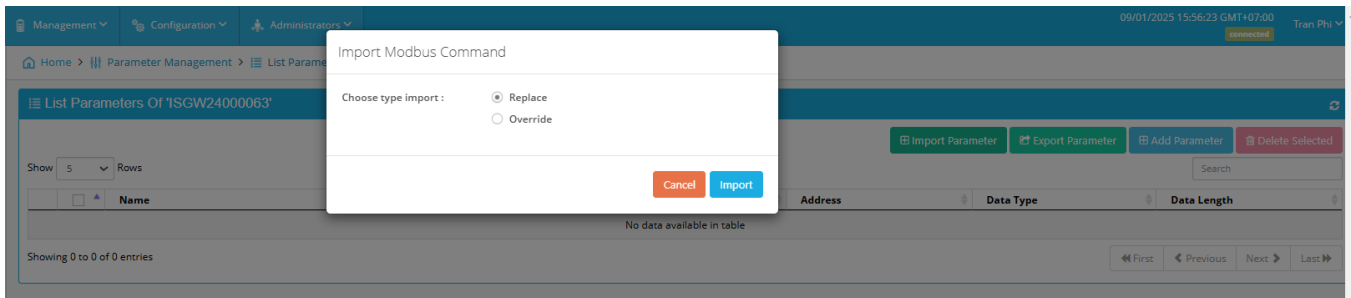 Management
Configuration
Administrators
09/01/2025 15:56:23 GMT+07:00
connected
Tran Phi
Home > Parameter Management > List Parame
Import Modbus Command
Choose type import :
Replace
Override
Cancel
Import
List Parameters Of 'ISGW24000063'
Import Parameter
Export Parameter
Add Parameter
Delete Selected
Show 5 Rows
Search
Name
Address
Data Type
Data Length
No data available in table
Showing 0 to 0 of 0 entries
First
Previous
Next
Last